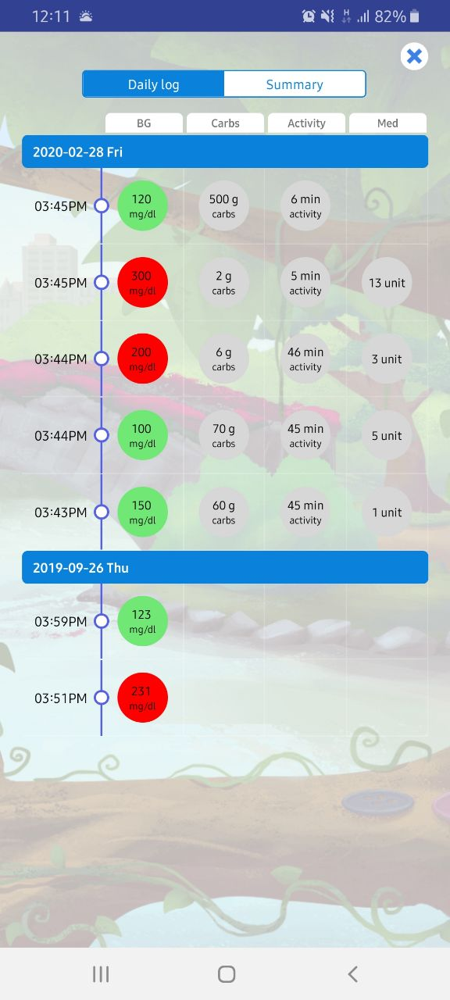 12:11 H 82%
Daily log Summary
BG Carbs Activity Med
2020-02-28 Fri
03:45PM 120 mg/dl 500 g carbs 6 min activity
03:45PM 300 mg/dl 2 g carbs 5 min activity 13 unit
03:44PM 200 mg/dl 6 g carbs 46 min activity 3 unit
03:44PM 100 mg/dl 70 g carbs 45 min activity 5 unit
03:43PM 150 mg/dl 60 g carbs 45 min activity 1 unit
2019-09-26 Thu
03:59PM 123 mg/dl
03:51PM 231 mg/dl